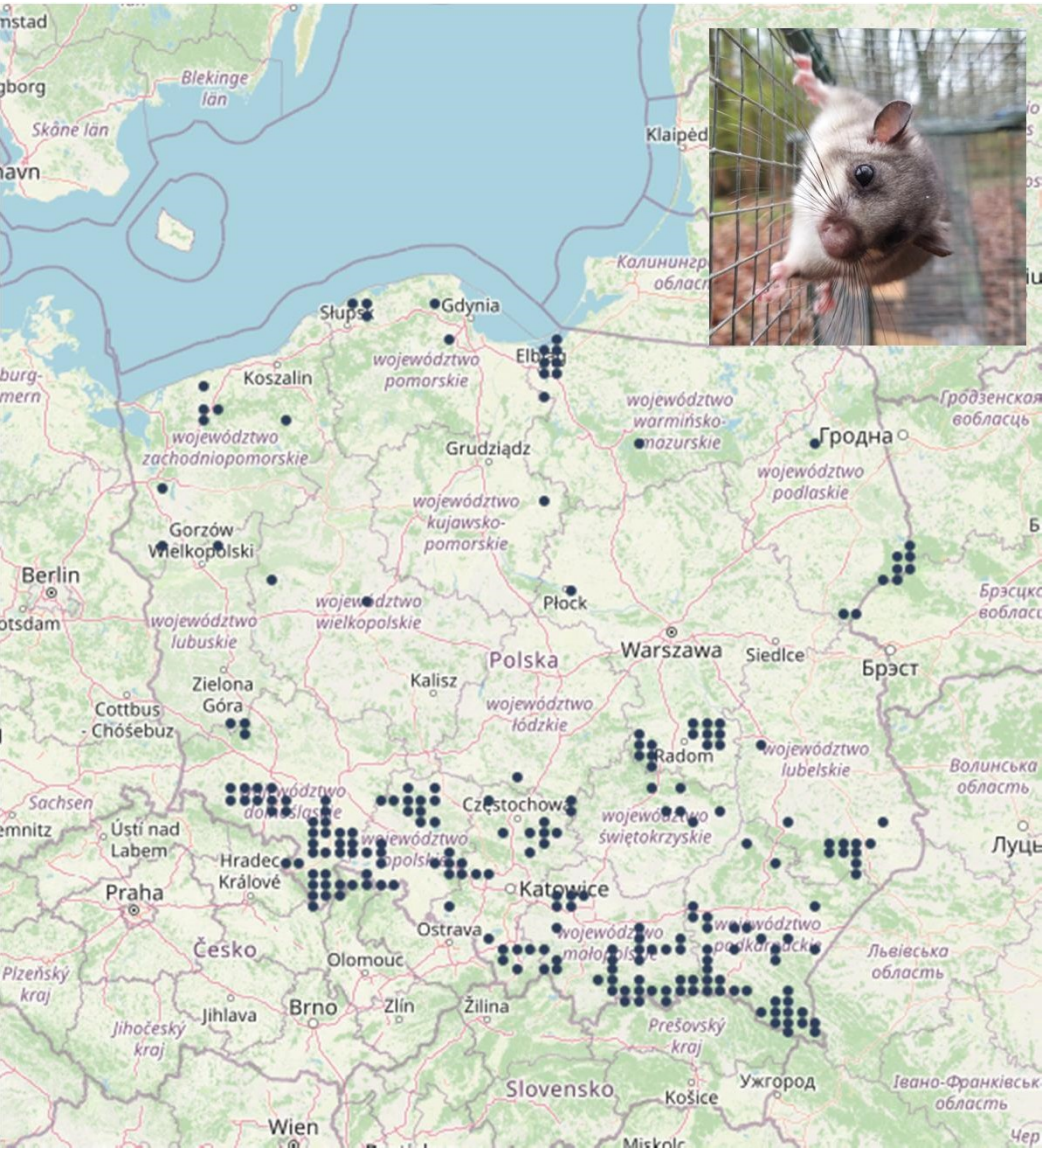 mstad
gborg
Blekinge
län
Skåne län
havn
Klaipėd
Калинингр
област
Słupsk
Gdynia
Elbląg
Koszalin
województwo
pomorskie
burg-
mern
województwo
zachodniopomorskie
Grudziądz
województwo
warmińsko-
mazurskie
Гродна
Гродзенская
вобласць
województwo
podlaskie
województwo
kujawsko-
pomorskie
Gorzów
Wielkopolski
Berlin
otsdam
województwo
lubuskie
województwo
wielkopolskie
Płock
Warszawa
Siedlce
Брэст
Брэсцк
вобласц
Polska
Zielona
Góra
Kalisz
Cottbus
- Chóśebuz
województwo
łódzkie
Radom
województwo
lubelskie
Волинська
область
Sachsen
emnitz
województwo
dolnośląskie
Częstochowa
województwo
świętokrzyskie
Ústí nad
Labem
województwo
opolskie
Луць
Hradec
Králové
Katowice
Praha
Ostrava
województwo
małopolskie
województwo
podkarpackie
Česko
Olomouc
Львівська
область
Plzeňský
kraj
Brno
Zlín
Žilina
Jihlava
Jihočeský
kraj
Prešovský
kraj
Slovensko
Ужгород
Košice
Івано-Франківськ
область
Wien
Miskolc
Чер